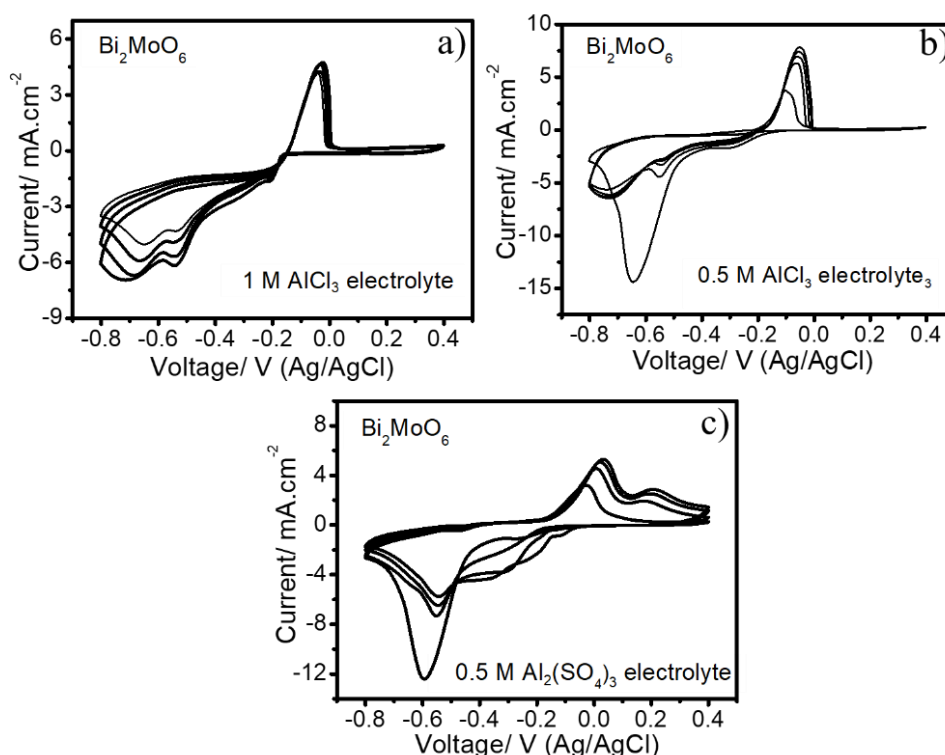 a)
Bi₂MoO₆
Current/ mA.cm⁻²
6
3
0
-3
-6
-9
1 M AlCl₃ electrolyte
-0.8 -0.6 -0.4 -0.2 0.0 0.2 0.4
Voltage/ V (Ag/AgCl)
b)
Bi₂MoO₆
Current/ mA.cm⁻²
10
5
0
-5
-10
-15
0.5 M AlCl₃ electrolyte₃
-0.8 -0.6 -0.4 -0.2 0.0 0.2 0.4
Voltage/ V (Ag/AgCl)
c)
Bi₂MoO₆
Current/ mA.cm⁻²
8
4
0
-4
-8
-12
0.5 M Al₂(SO₄)₃ electrolyte
-0.8 -0.6 -0.4 -0.2 0.0 0.2 0.4
Voltage/ V (Ag/AgCl)